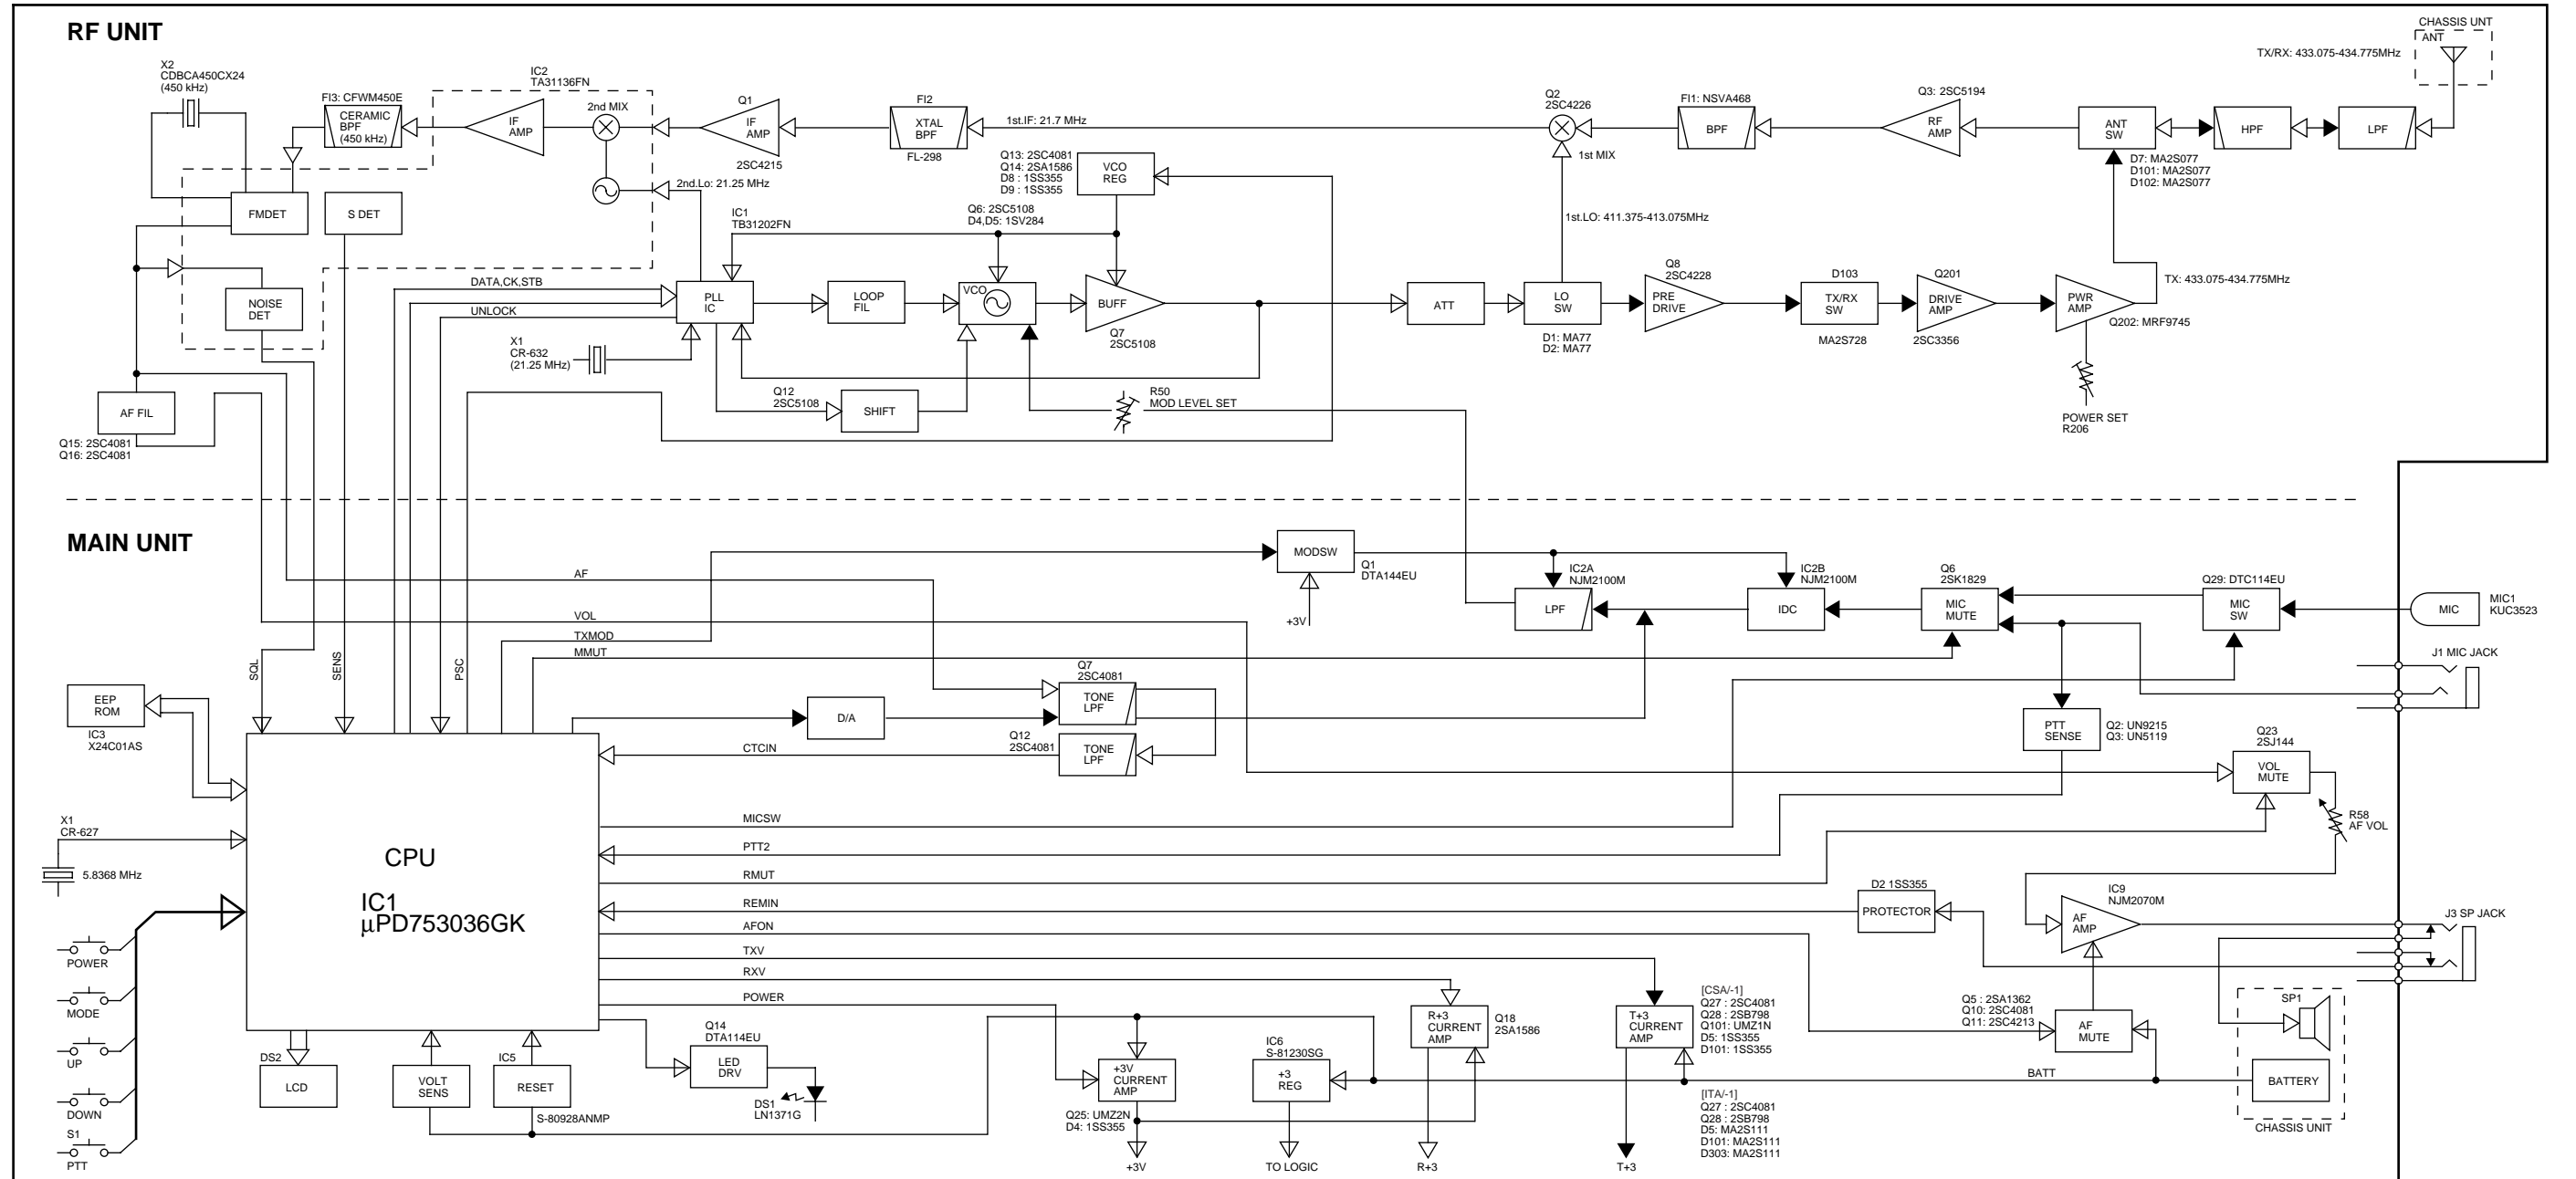 RF UNIT
CHASSIS UNT
ANT
TX/RX: 433.075-434.775MHz
X2
CDBCA450CX24
(450 kHz)
FI3: CFWM450E
CERAMIC
BPF
(450 kHz)
IC2
TA31136FN
IF
AMP
2nd MIX
Q1
IF
AMP
2SC4215
FI2
XTAL
BPF
FL-298
1st.IF: 21.7 MHz
Q2
2SC4226
1st MIX
FI1: NSVA468
BPF
Q3: 2SC5194
RF
AMP
ANT
SW
HPF
LPF
D7: MA2S077
D101: MA2S077
D102: MA2S077
FMDET
S DET
2nd.Lo: 21.25 MHz
Q13: 2SC4081
Q14: 2SA1586
D8 : 1SS355
D9 : 1SS355
VCO
REG
IC1
TB31202FN
Q6: 2SC5108
D4,D5: 1SV284
1st.LO: 411.375-413.075MHz
NOISE
DET
DATA,CK,STB
UNLOCK
PLL
IC
LOOP
FIL
VCO
BUFF
Q7
2SC5108
ATT
LO
SW
D1: MA77
D2: MA77
Q8
2SC4228
PRE
DRIVE
D103
TX/RX
SW
MA2S728
Q201
DRIVE
AMP
2SC3356
PWR
AMP
TX: 433.075-434.775MHz
Q202: MRF9745
X1
CR-632
(21.25 MHz)
Q12
2SC5108
SHIFT
R50
MOD LEVEL SET
POWER SET
R206
AF FIL
Q15: 2SC4081
Q16: 2SC4081
MAIN UNIT
AF
VOL
TXMOD
MMUT
SQL
SENS
PSC
MODSW
Q1
DTA144EU
+3V
IC2A
NJM2100M
LPF
IC2B
NJM2100M
IDC
Q6
2SK1829
MIC
MUTE
Q29: DTC114EU
MIC
SW
MIC
MIC1
KUC3523
J1 MIC JACK
EEP
ROM
IC3
X24C01AS
D/A
Q7
2SC4081
TONE
LPF
Q12
2SC4081
TONE
LPF
CTCIN
PTT
SENSE
Q2: UN9215
Q3: UN5119
Q23
2SJ144
VOL
MUTE
R58
AF VOL
X1
CR-627
5.8368 MHz
CPU
IC1
μPD753036GK
MICSW
PTT2
RMUT
REMIN
AFON
TXV
RXV
POWER
D2 1SS355
PROTECTOR
IC9
NJM2070M
AF
AMP
J3 SP JACK
POWER
MODE
UP
DOWN
S1
PTT
DS2
LCD
VOLT
SENS
IC5
RESET
S-80928ANMP
Q14
DTA114EU
LED
DRV
DS1
LN1371G
+3V
CURRENT
AMP
Q25: UMZ2N
D4: 1SS355
+3V
IC6
S-81230SG
+3
REG
TO LOGIC
R+3
CURRENT
AMP
Q18
2SA1586
R+3
T+3
CURRENT
AMP
T+3
[CSA/-1]
Q27 : 2SC4081
Q28 : 2SB798
Q101: UMZ1N
D5: 1SS355
D101: 1SS355
[ITA/-1]
Q27 : 2SC4081
Q28 : 2SB798
D5: MA2S111
D101: MA2S111
D303: MA2S111
Q5 : 2SA1362
Q10: 2SC4081
Q11: 2SC4213
AF
MUTE
BATT
SP1
BATTERY
CHASSIS UNIT